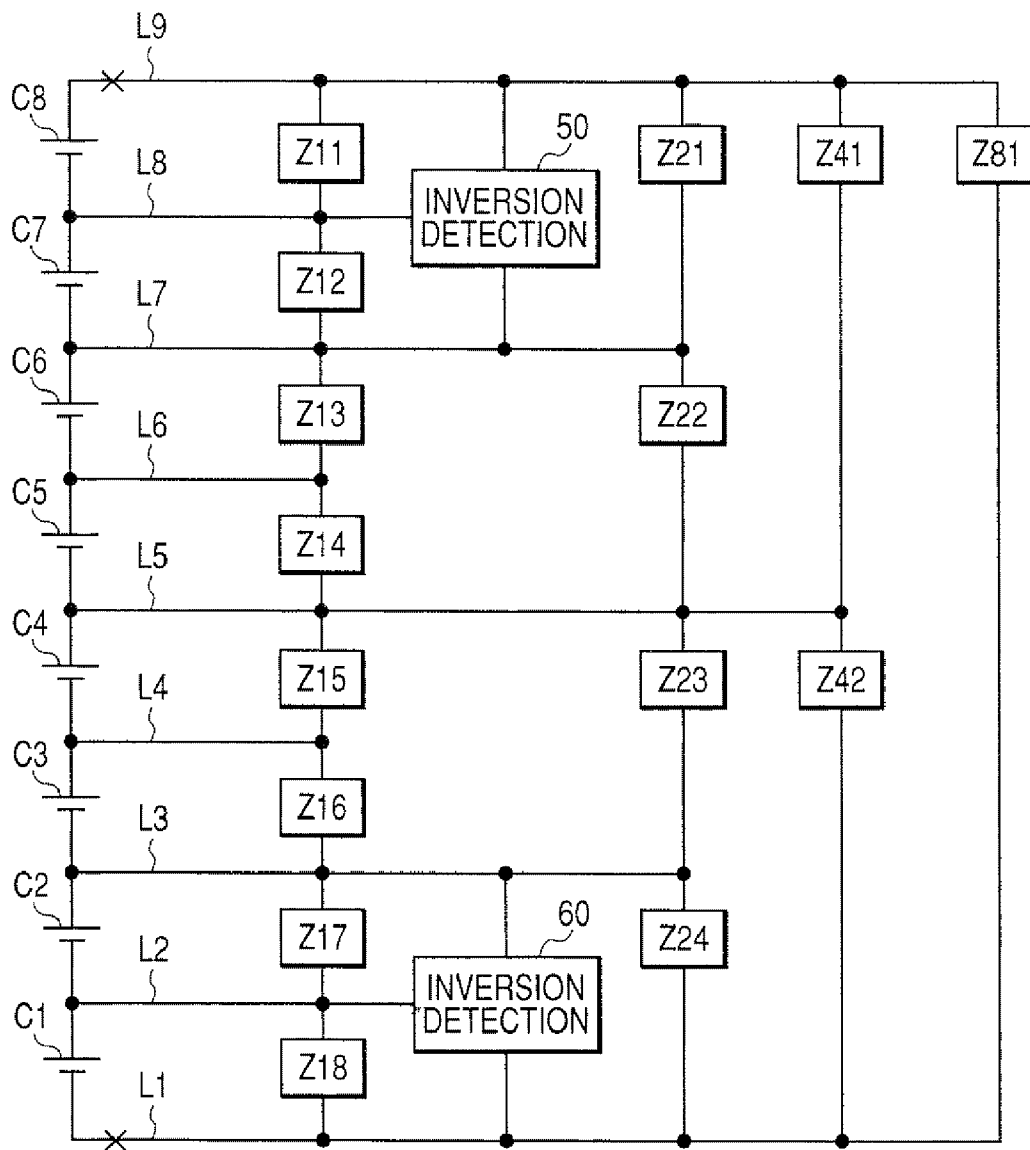 L9
C8
Z11
50
Z21
Z41
Z81
L8
INVERSION
DETECTION
C7
Z12
L7
C6
Z13
Z22
L6
C5
Z14
L5
C4
Z15
Z23
Z42
L4
C3
Z16
L3
C2
Z17
60
Z24
L2
INVERSION
DETECTION
C1
Z18
L1